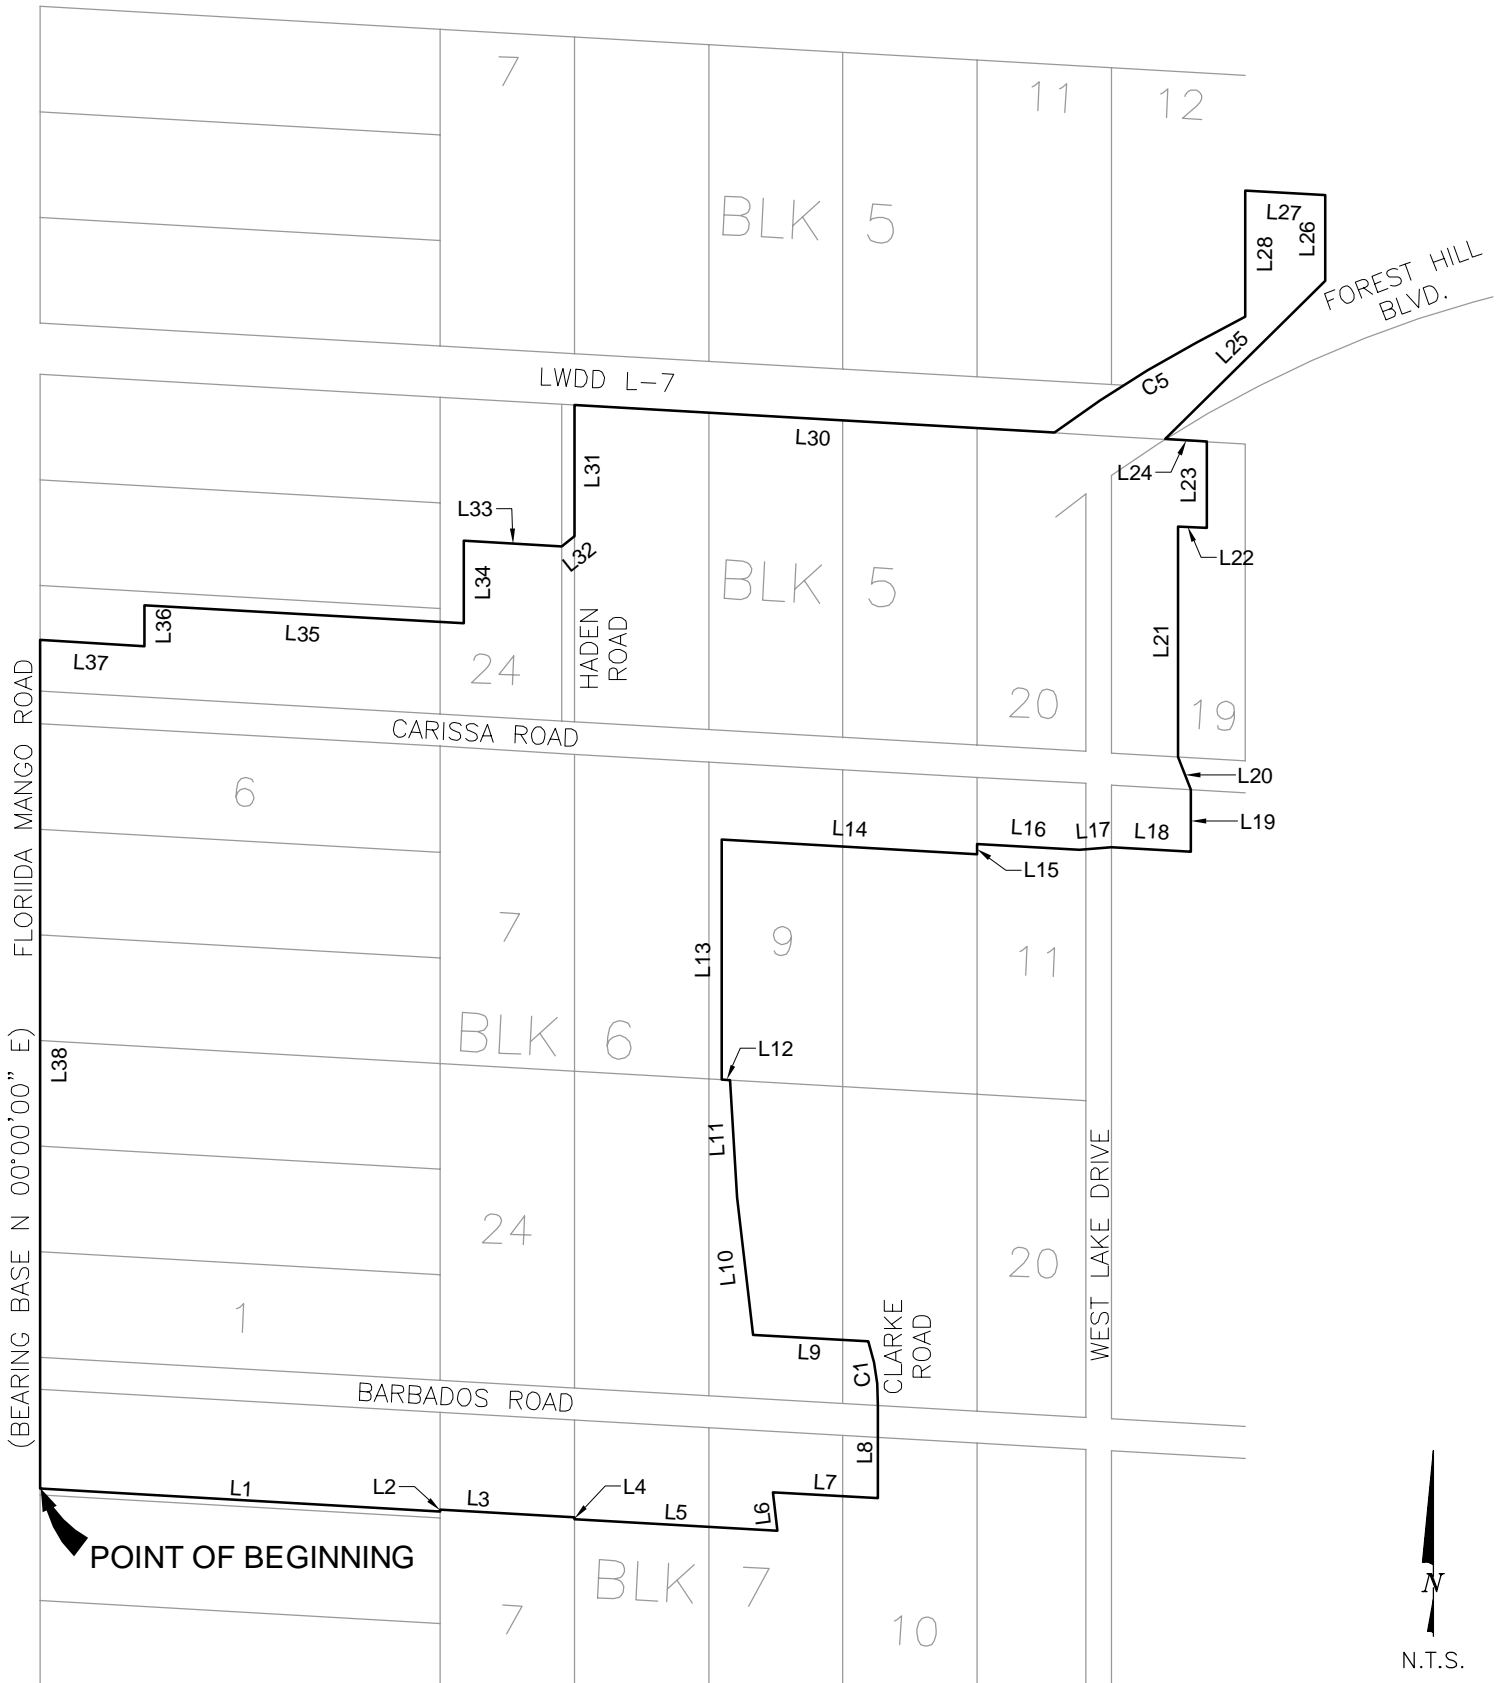 7
11
12
BLK 5
L27
L28
L26
FOREST HILL
BLVD.
L25
LWDD L-7
C5
L30
L24
L23
L31
L33
L32
L22
L34
BLK 5
1
L36
L35
HADEN
ROAD
L21
L37
24
20
19
FLORIIDA MANGO ROAD
CARISSA ROAD
6
L20
L19
L14
L16
L17
L18
L15
7
9
L13
11
BLK 6
L12
L38
(BEARING BASE N 00°00'00" E)
L11
WEST LAKE DRIVE
24
L10
20
1
CLARKE
ROAD
L9
C1
BARBADOS ROAD
L8
L1
L2
L3
L4
L5
L6
L7
POINT OF BEGINNING
BLK 7
7
10
N
N.T.S.